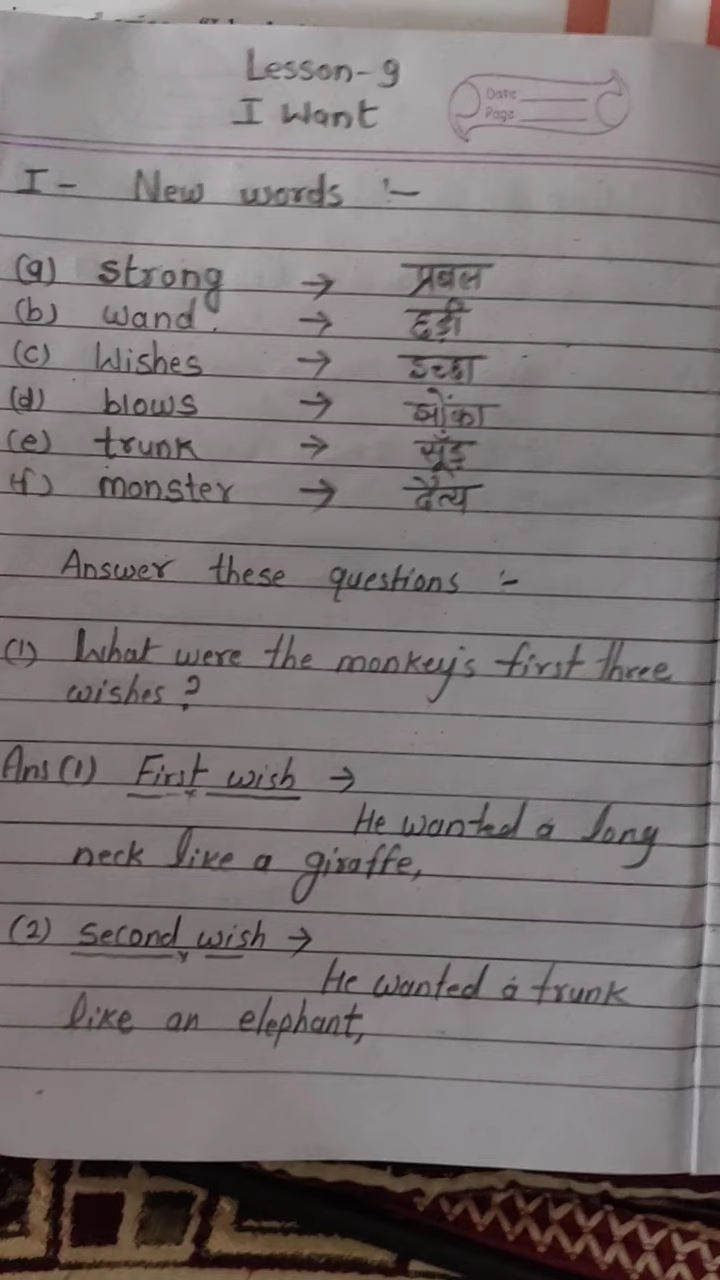 Lesson-9
I Want
Date
Page
I - New words :-
(a) strong → प्रबल
(b) wand. → हड़ी
(c) Wishes → इच्छा
(d) blows → झोंका
(e) trunk → सूँड़
(f) monster → दैत्य
Answer these questions :-
(1) What were the monkey's first three
wishes?
Ans (1) First wish →
He wanted a long
neck like a giraffe,
(2) Second wish →
He wanted a trunk
like an elephant,